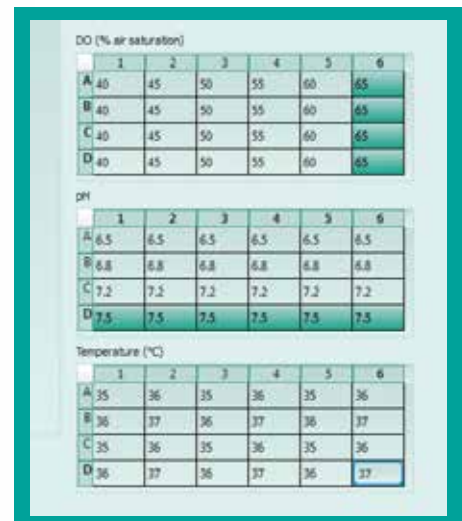 DO (% air saturation)
1 2 3 4 5 6
A 40 45 50 55 60 65
B 40 45 50 55 60 65
C 40 45 50 55 60 65
D 40 45 50 55 60 65
pH
1 2 3 4 5 6
A 6.5 6.5 6.5 6.5 6.5 6.5
B 6.8 6.8 6.8 6.8 6.8 6.8
C 7.2 7.2 7.2 7.2 7.2 7.2
D 7.5 7.5 7.5 7.5 7.5 7.5
Temperature (°C)
1 2 3 4 5 6
A 35 36 35 36 35 36
B 36 37 36 37 36 37
C 35 36 35 36 35 36
D 36 37 36 37 36 37